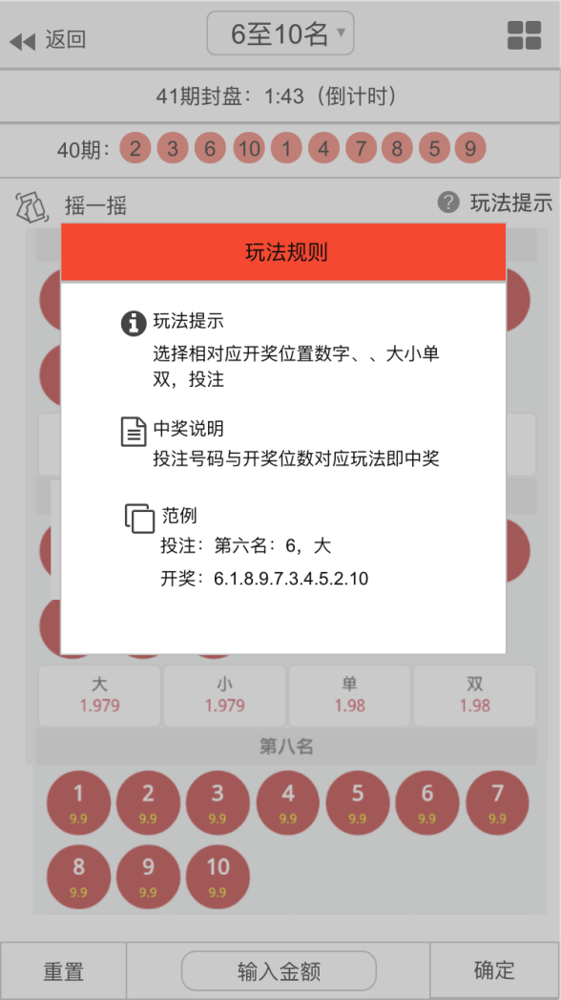 返回
6至10名
41期封盘：1:43（倒计时）
40期： 2 3 6 10 1 4 7 8 5 9
摇一摇
玩法提示
玩法规则
玩法提示
选择相对应开奖位置数字、、大小单
双，投注
中奖说明
投注号码与开奖位数对应玩法即中奖
范例
投注：第六名：6，大
开奖：6.1.8.9.7.3.4.5.2.10
大 小 单 双
1.979 1.979 1.98 1.98
第八名
1 2 3 4 5 6 7
9.9 9.9 9.9 9.9 9.9 9.9 9.9
8 9 10
9.9 9.9 9.9
重置 输入金额 确定